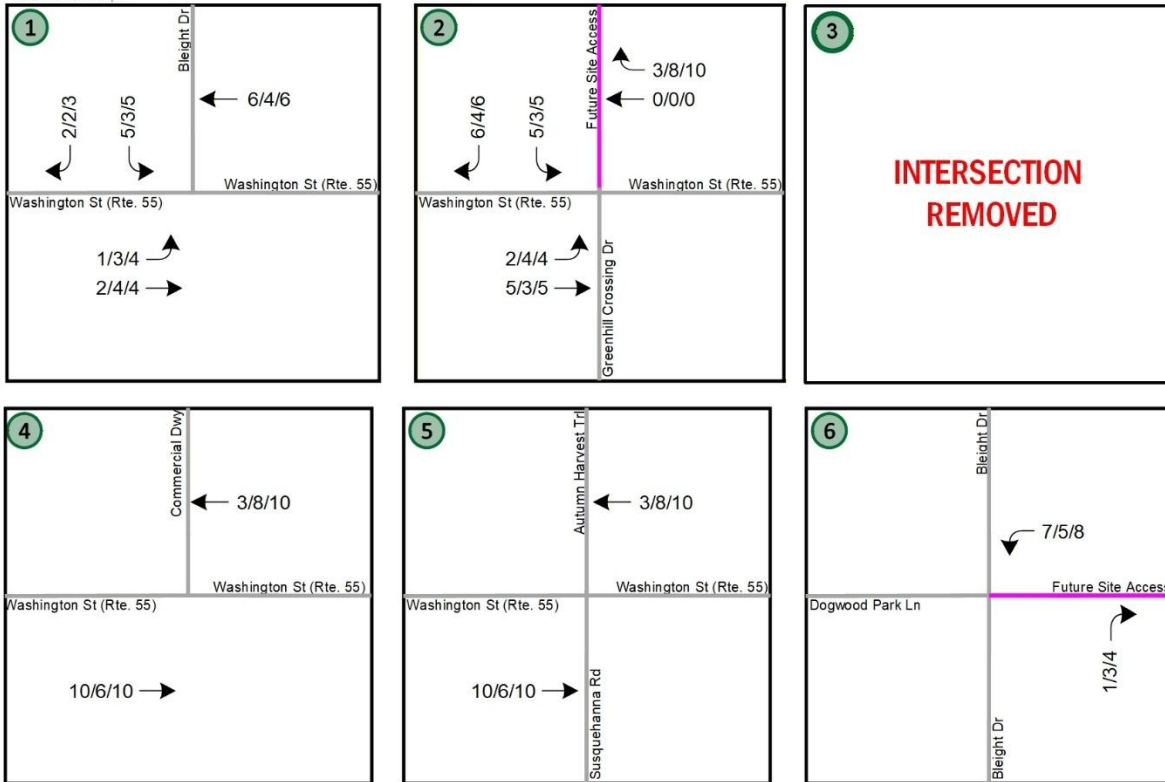 1
Bleight Dr
6/4/6
2/2/3
5/3/5
Washington St (Rte. 55)
Washington St (Rte. 55)
1/3/4
2/4/4
2
Future Site Access
3/8/10
0/0/0
6/4/6
5/3/5
Washington St (Rte. 55)
Washington St (Rte. 55)
2/4/4
5/3/5
Greenhill Crossing Dr
3
INTERSECTION
REMOVED
4
Commercial Dwy
3/8/10
Washington St (Rte. 55)
Washington St (Rte. 55)
10/6/10
5
Autumn Harvest Trl
3/8/10
Washington St (Rte. 55)
Washington St (Rte. 55)
10/6/10
Susquehanna Rd
6
Bleight Dr
7/5/8
Future Site Access
Dogwood Park Ln
1/3/4
Bleight Dr